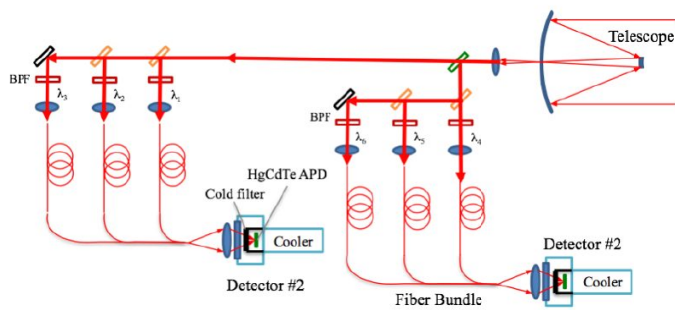 Telescope
BPF
λ3
λ2
λ1
BPF
λ6
λ5
λ4
HgCdTe APD
Cold filter
Cooler
Detector #2
Detector #2
Cooler
Fiber Bundle